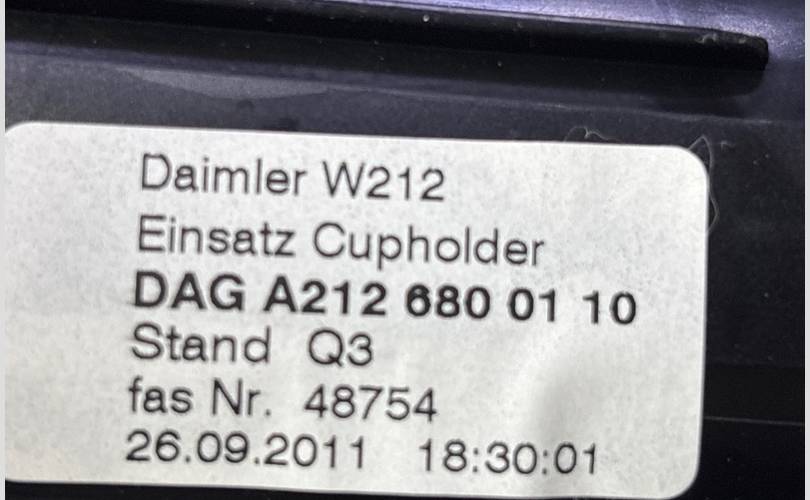 Daimler W212
Einsatz Cupholder
DAG A212 680 01 10
Stand Q3
fas Nr. 48754
26.09.2011 18:30:01